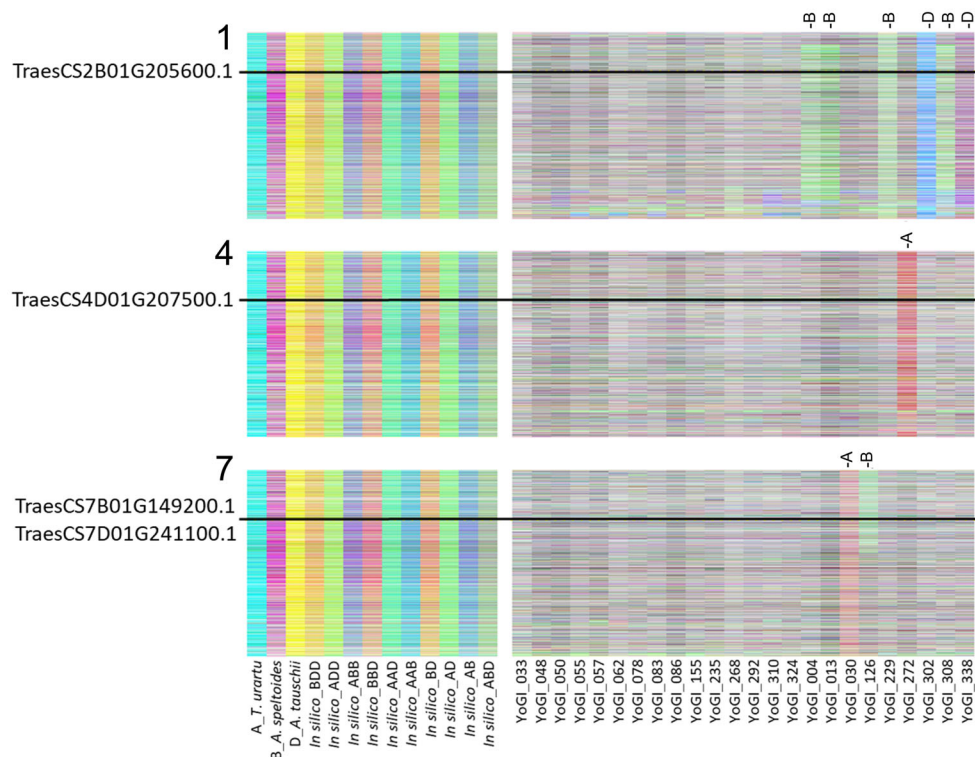 -B
-B
-B
-D
-B
-D
1
TraesCS2B01G205600.1
-A
4
TraesCS4D01G207500.1
-A
-B
7
TraesCS7B01G149200.1
TraesCS7D01G241100.1
A_T. urartu
B_A. speltoides
D_A. tauschii
In silico_BDD
In silico_ADD
In silico_ABB
In silico_BBD
In silico_AAD
In silico_AAB
In silico_BD
In silico_AD
In silico_AB
In silico_ABD
YoGI_033
YoGI_048
YoGI_050
YoGI_055
YoGI_057
YoGI_062
YoGI_078
YoGI_083
YoGI_086
YoGI_155
YoGI_235
YoGI_268
YoGI_292
YoGI_310
YoGI_324
YoGI_004
YoGI_013
YoGI_030
YoGI_126
YoGI_229
YoGI_272
YoGI_302
YoGI_308
YoGI_338